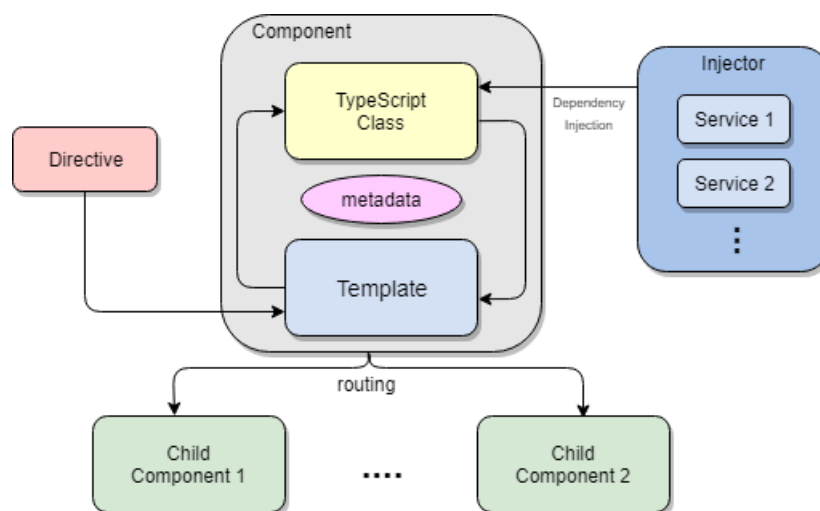 Component
Injector
TypeScript
Class
Dependency
Injection
Service 1
Directive
Service 2
metadata
Template
routing
Child
Component 1
....
Child
Component 2